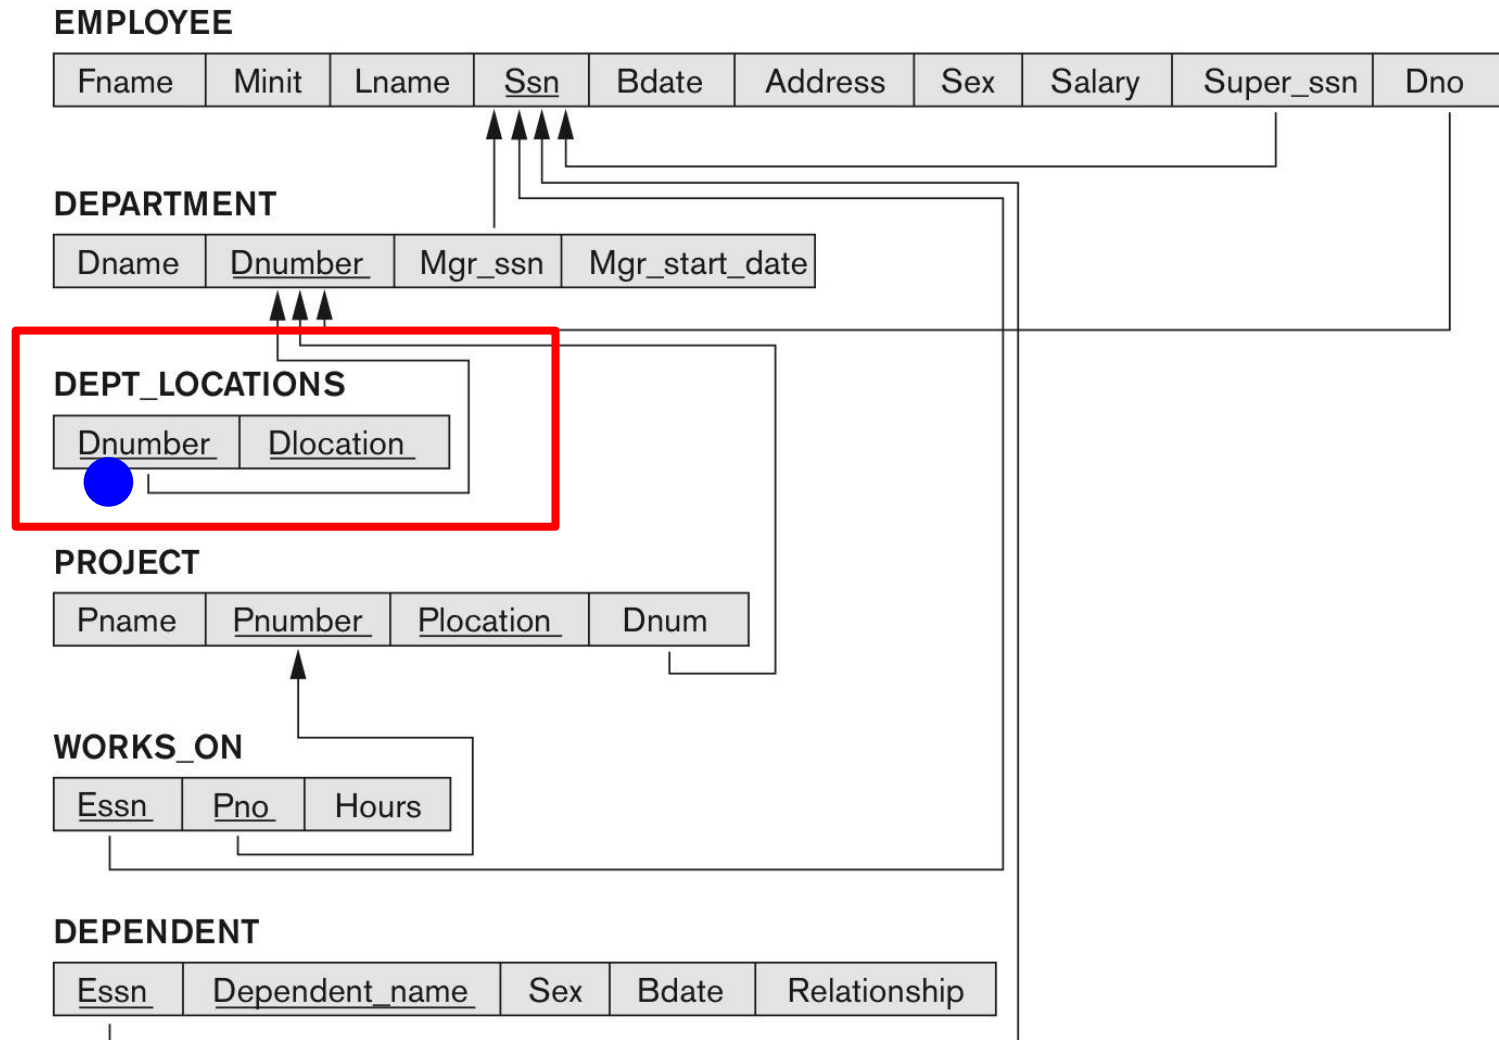 EMPLOYEE
Fname Minit Lname Ssn Bdate Address Sex Salary Super_ssn Dno
DEPARTMENT
Dname Dnumber Mgr_ssn Mgr_start_date
DEPT_LOCATIONS
Dnumber Dlocation
PROJECT
Pname Pnumber Plocation Dnum
WORKS_ON
Essn Pno Hours
DEPENDENT
Essn Dependent_name Sex Bdate Relationship